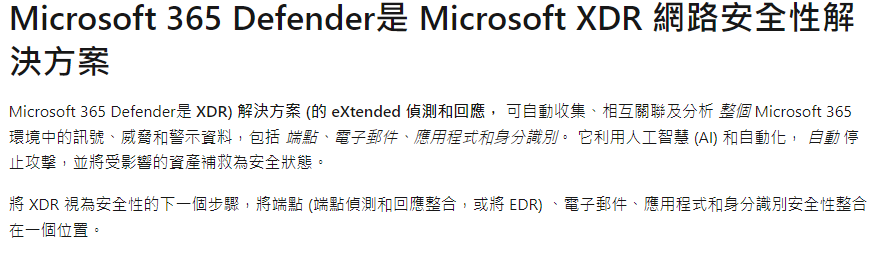 Microsoft 365 Defender是 Microsoft XDR 網路安全性解
決方案
Microsoft 365 Defender是 XDR) 解決方案 (的 eXtended 偵測和回應， 可自動收集、相互關聯及分析 整個 Microsoft 365
環境中的訊號、威脅和警示資料，包括 端點、電子郵件、應用程式和身分識別。 它利用人工智慧 (AI) 和自動化， 自動 停
止攻擊，並將受影響的資產補救為安全狀態。
將 XDR 視為安全性的下一個步驟，將端點 (端點偵測和回應整合，或將 EDR) 、電子郵件、應用程式和身分識別安全性整合
在一個位置。